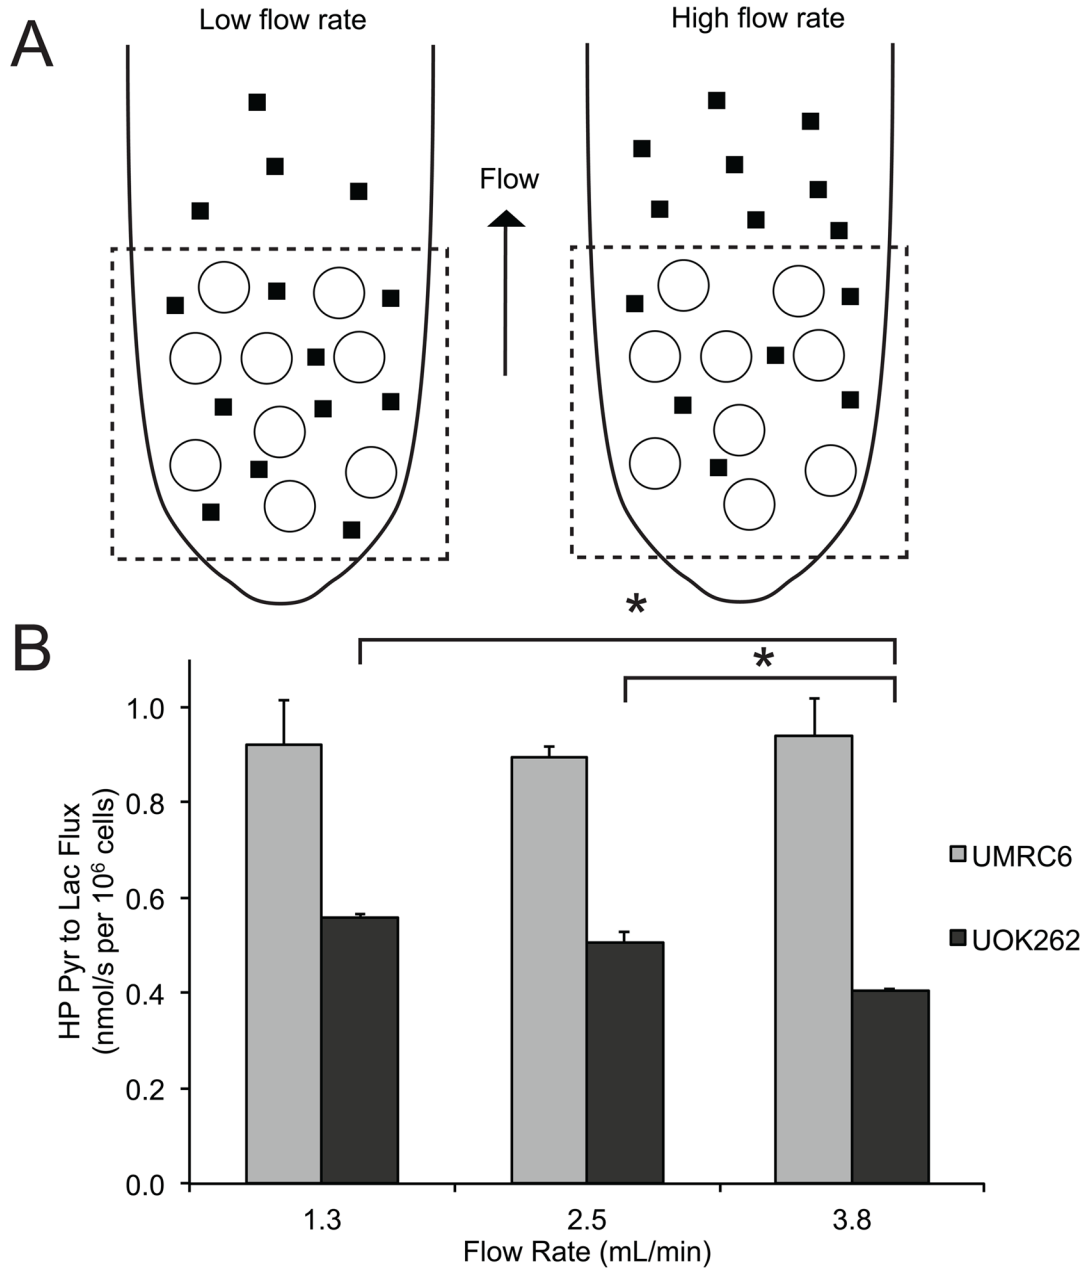 A
Low flow rate
High flow rate
Flow
B
*
*
HP Pyr to Lac Flux
(nmol/s per 10⁶ cells)
1.0
0.8
0.6
0.4
0.2
0.0
1.3
2.5
3.8
Flow Rate (mL/min)
UMRC6
UOK262